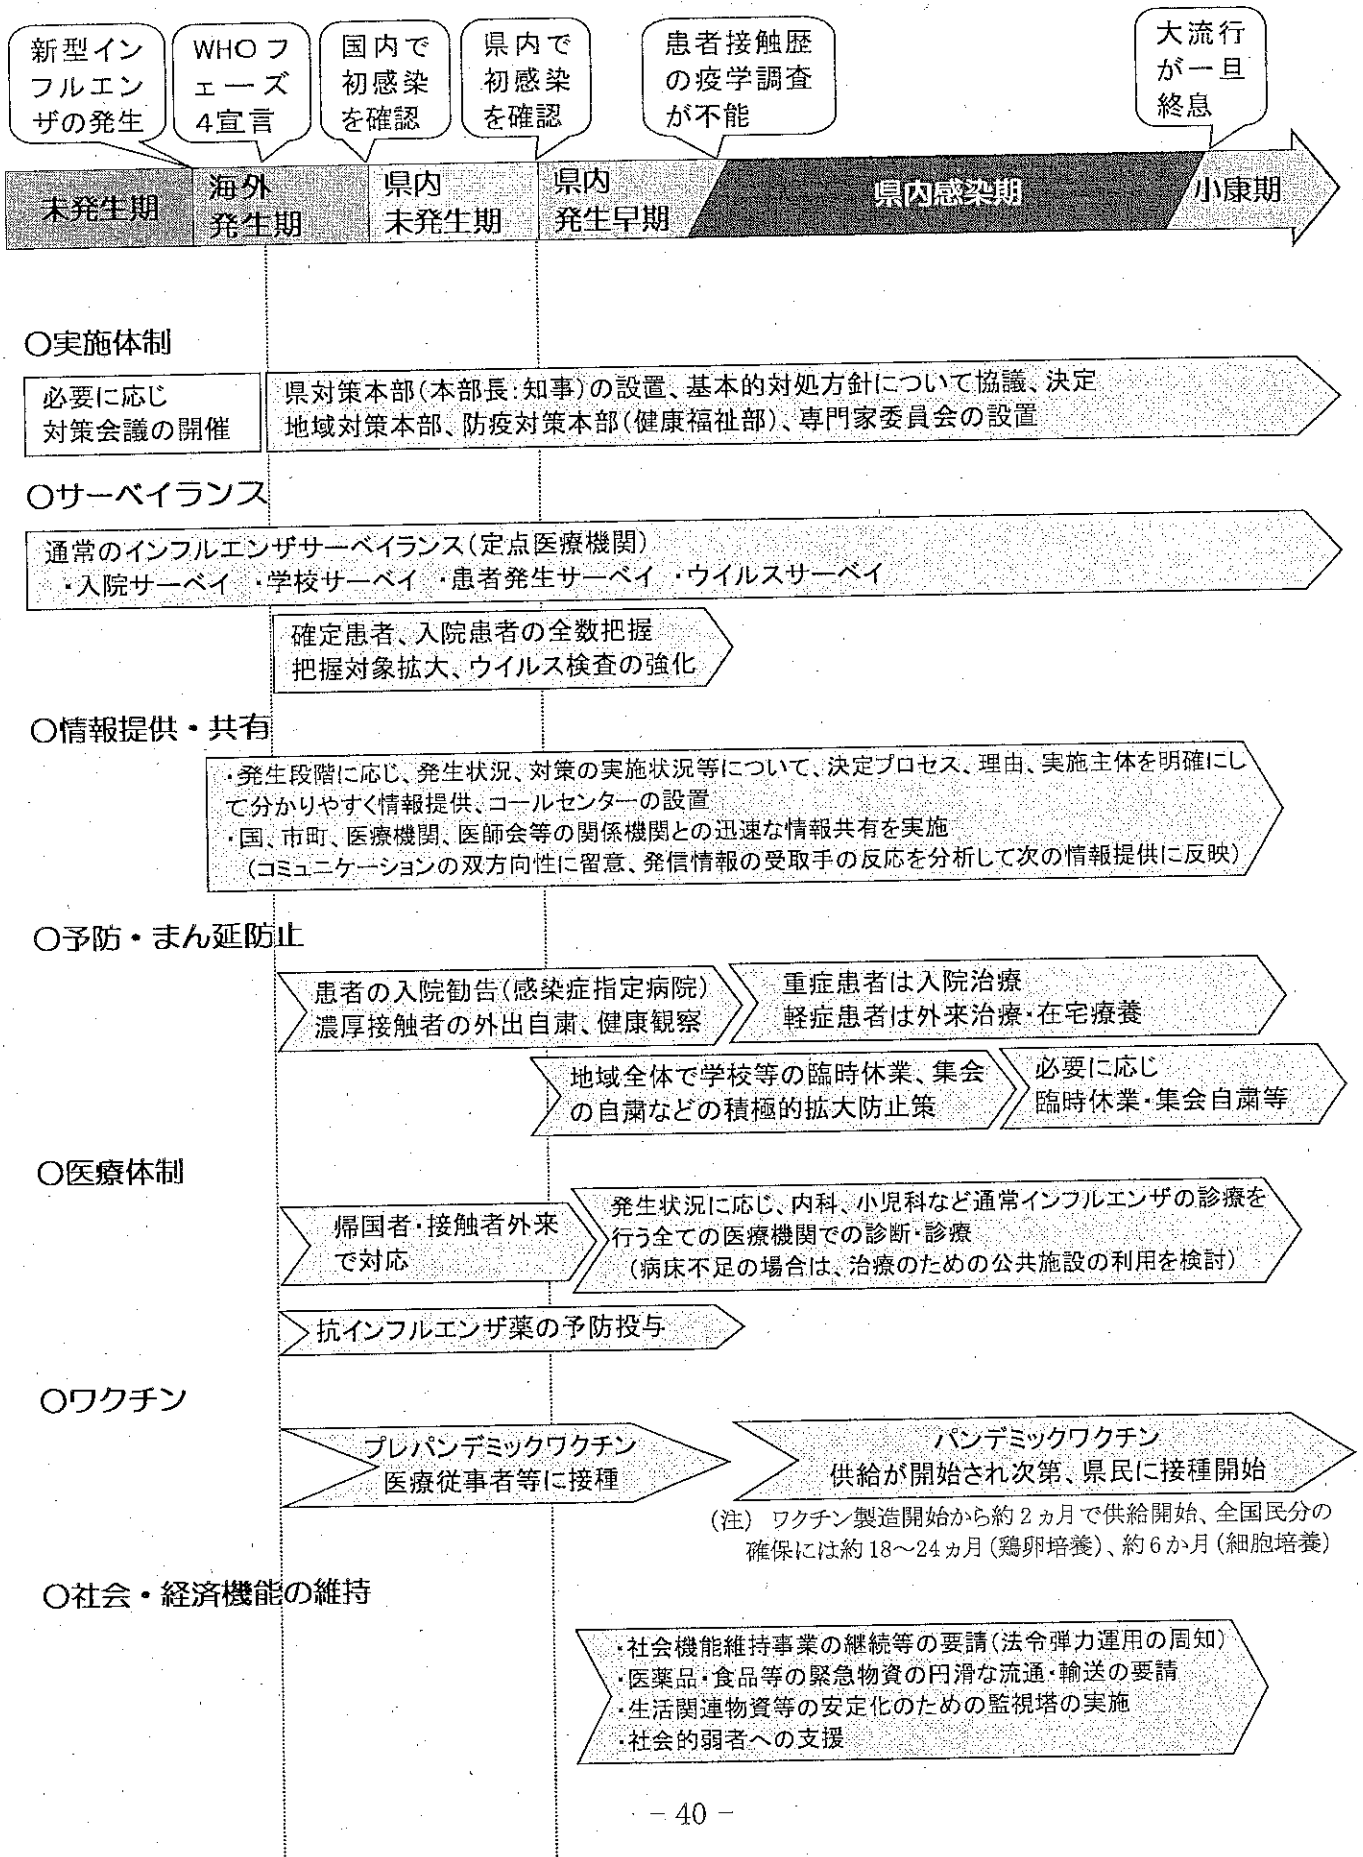 新型イン
フルエン
ザの発生
WHOフ
ェーズ
4宣言
国内で
初感染
を確認
県内で
初感染
を確認
患者接触歴
の疫学調査
が不能
大流行
が一旦
終息
未発生期
海外
発生期
県内
未発生期
県内
発生早期
県内感染期
小康期
○実施体制
必要に応じ
対策会議の開催
県対策本部(本部長:知事)の設置、基本的対処方針について協議、決定
地域対策本部、防疫対策本部(健康福祉部)、専門家委員会の設置
○サーベイランス
通常のインフルエンザサーベイランス(定点医療機関)
・入院サーベイ ・学校サーベイ ・患者発生サーベイ ・ウイルスサーベイ
確定患者、入院患者の全数把握
把握対象拡大、ウイルス検査の強化
○情報提供・共有
・発生段階に応じ、発生状況、対策の実施状況等について、決定プロセス、理由、実施主体を明確にし
て分かりやすく情報提供、コールセンターの設置
・国、市町、医療機関、医師会等の関係機関との迅速な情報共有を実施
(コミュニケーションの双方向性に留意、発信情報の受取手の反応を分析して次の情報提供に反映)
○予防・まん延防止
患者の入院勧告(感染症指定病院)
濃厚接触者の外出自粛、健康観察
重症患者は入院治療
軽症患者は外来治療・在宅療養
地域全体で学校等の臨時休業、集会
の自粛などの積極的拡大防止策
必要に応じ
臨時休業・集会自粛等
○医療体制
帰国者・接触者外来
で対応
発生状況に応じ、内科、小児科など通常インフルエンザの診療を
行う全ての医療機関での診断・診療
(病床不足の場合は、治療のための公共施設の利用を検討)
抗インフルエンザ薬の予防投与
○ワクチン
プレパンデミックワクチン
医療従事者等に接種
パンデミックワクチン
供給が開始され次第、県民に接種開始
(注) ワクチン製造開始から約2ヵ月で供給開始、全国民分の
確保には約18〜24ヵ月(鶏卵培養)、約6か月(細胞培養)
○社会・経済機能の維持
・社会機能維持事業の継続等の要請(法令弾力運用の周知)
・医薬品・食品等の緊急物資の円滑な流通・輸送の要請
・生活関連物資等の安定化のための監視塔の実施
・社会的弱者への支援
- 40 -